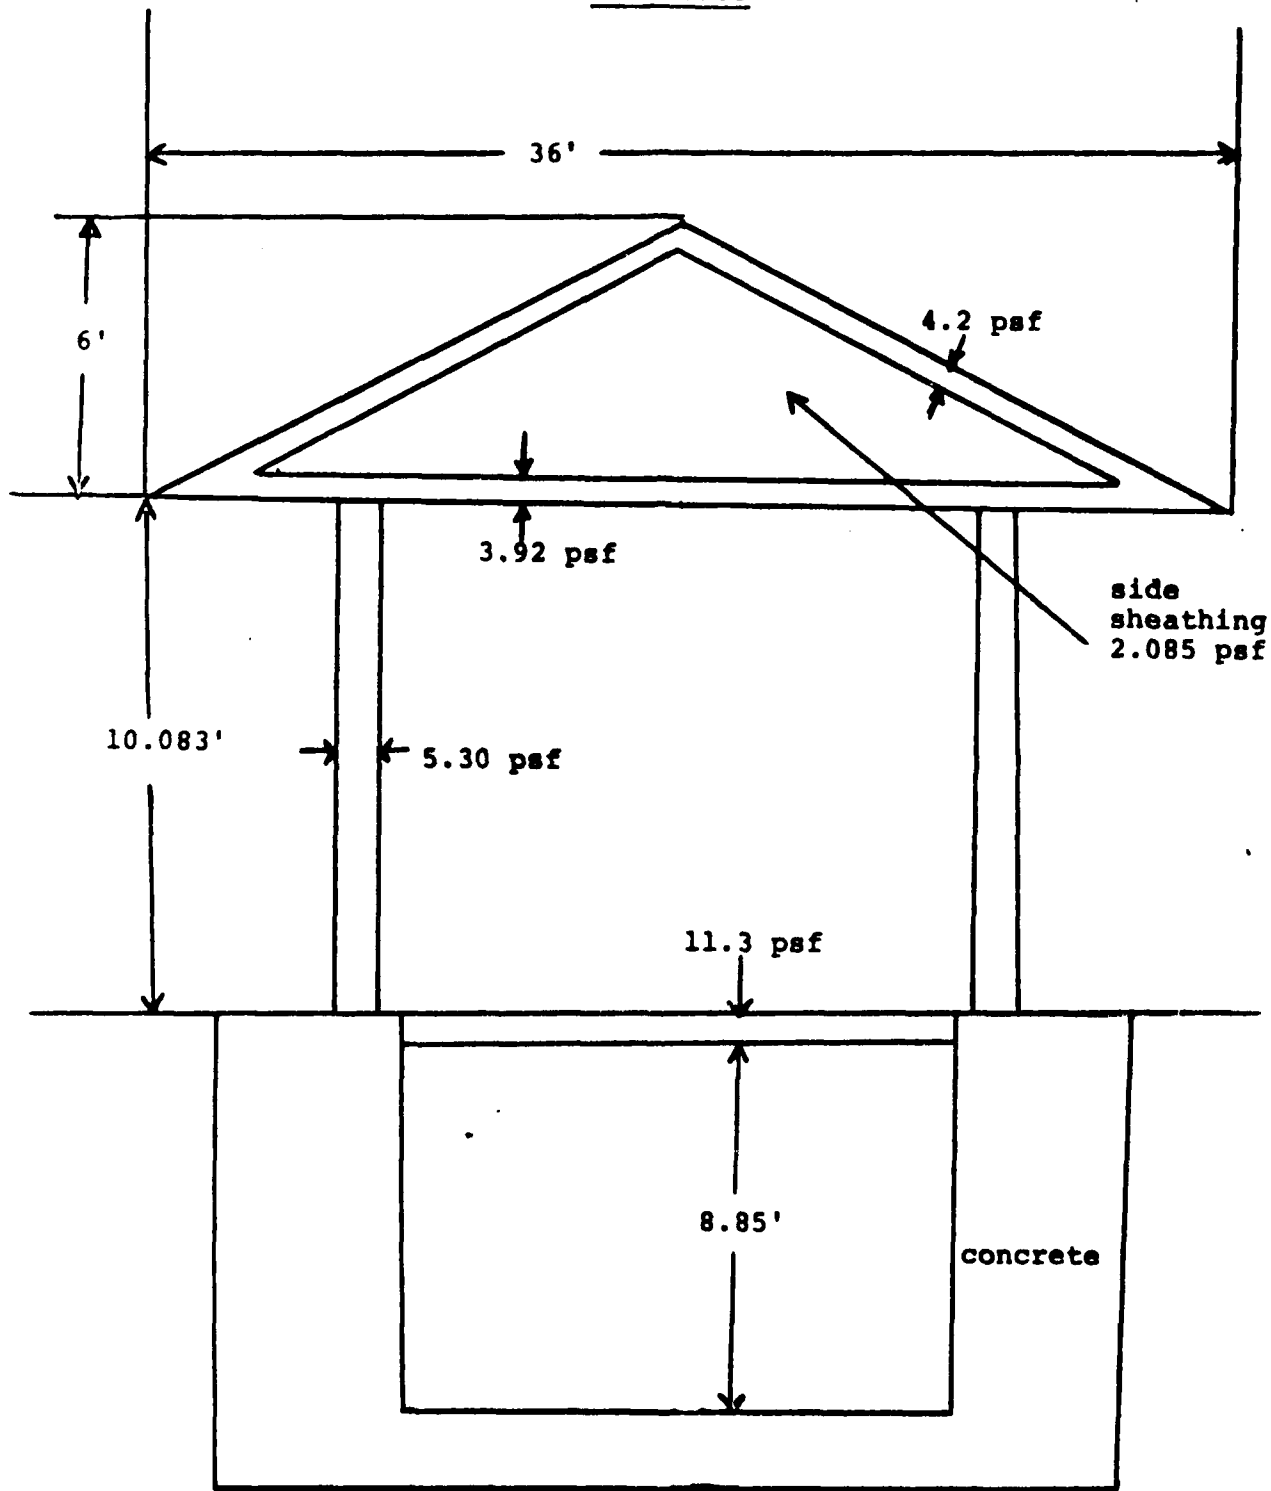 36'
6'
4.2 psf
3.92 psf
side
sheathing
2.085 psf
10.083'
5.30 psf
11.3 psf
8.85'
concrete